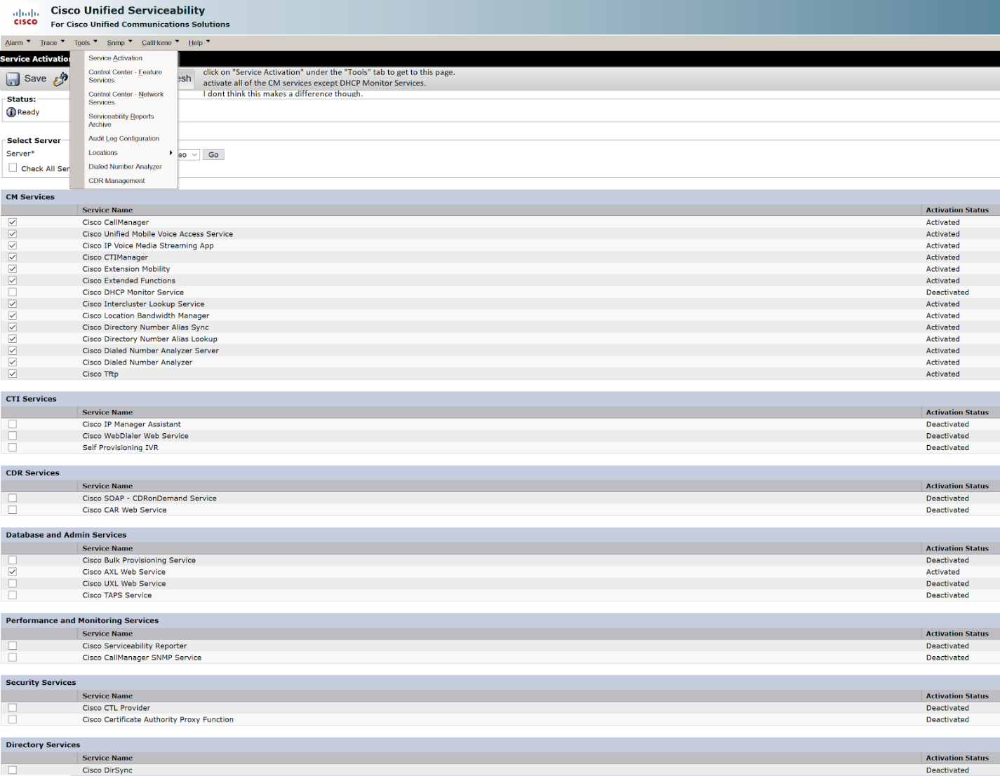 Cisco Unified Serviceability
CISCO
For Cisco Unified Communications Solutions
Alarm Trace Tools Snmp CallHome Help
Service Activation
Service Activation
Control Center - Feature
Services
Control Center - Network
Services
Serviceability Reports
Archive
Audit Log Configuration
Locations
Dialed Number Analyzer
CDR Management
Save
esh
click on "Service Activation" under the "Tools" tab to get to this page.
activate all of the CM services except DHCP Monitor Services.
I dont think this makes a difference though.
Status:
Ready
Select Server
Server*
eo Go
Check All Ser
CM Services
Service Name Activation Status
Cisco CallManager Activated
Cisco Unified Mobile Voice Access Service Activated
Cisco IP Voice Media Streaming App Activated
Cisco CTIManager Activated
Cisco Extension Mobility Activated
Cisco Extended Functions Activated
Cisco DHCP Monitor Service Deactivated
Cisco Intercluster Lookup Service Activated
Cisco Location Bandwidth Manager Activated
Cisco Directory Number Alias Sync Activated
Cisco Directory Number Alias Lookup Activated
Cisco Dialed Number Analyzer Server Activated
Cisco Dialed Number Analyzer Activated
Cisco Tftp Activated
CTI Services
Service Name Activation Status
Cisco IP Manager Assistant Deactivated
Cisco WebDialer Web Service Deactivated
Self Provisioning IVR Deactivated
CDR Services
Service Name Activation Status
Cisco SOAP - CDRonDemand Service Deactivated
Cisco CAR Web Service Deactivated
Database and Admin Services
Service Name Activation Status
Cisco Bulk Provisioning Service Deactivated
Cisco AXL Web Service Activated
Cisco UXL Web Service Deactivated
Cisco TAPS Service Deactivated
Performance and Monitoring Services
Service Name Activation Status
Cisco Serviceability Reporter Deactivated
Cisco CallManager SNMP Service Deactivated
Security Services
Service Name Activation Status
Cisco CTL Provider Deactivated
Cisco Certificate Authority Proxy Function Deactivated
Directory Services
Service Name Activation Status
Cisco DirSync Deactivated